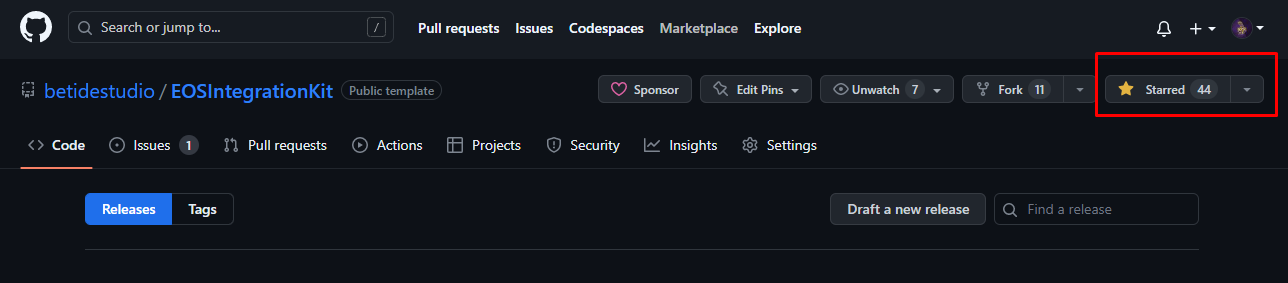 Search or jump to... / Pull requests Issues Codespaces Marketplace Explore
betidestudio / EOSIntegrationKit Public template Sponsor Edit Pins Unwatch 7 Fork 11 Starred 44
Code Issues 1 Pull requests Actions Projects Security Insights Settings
Releases Tags Draft a new release Find a release